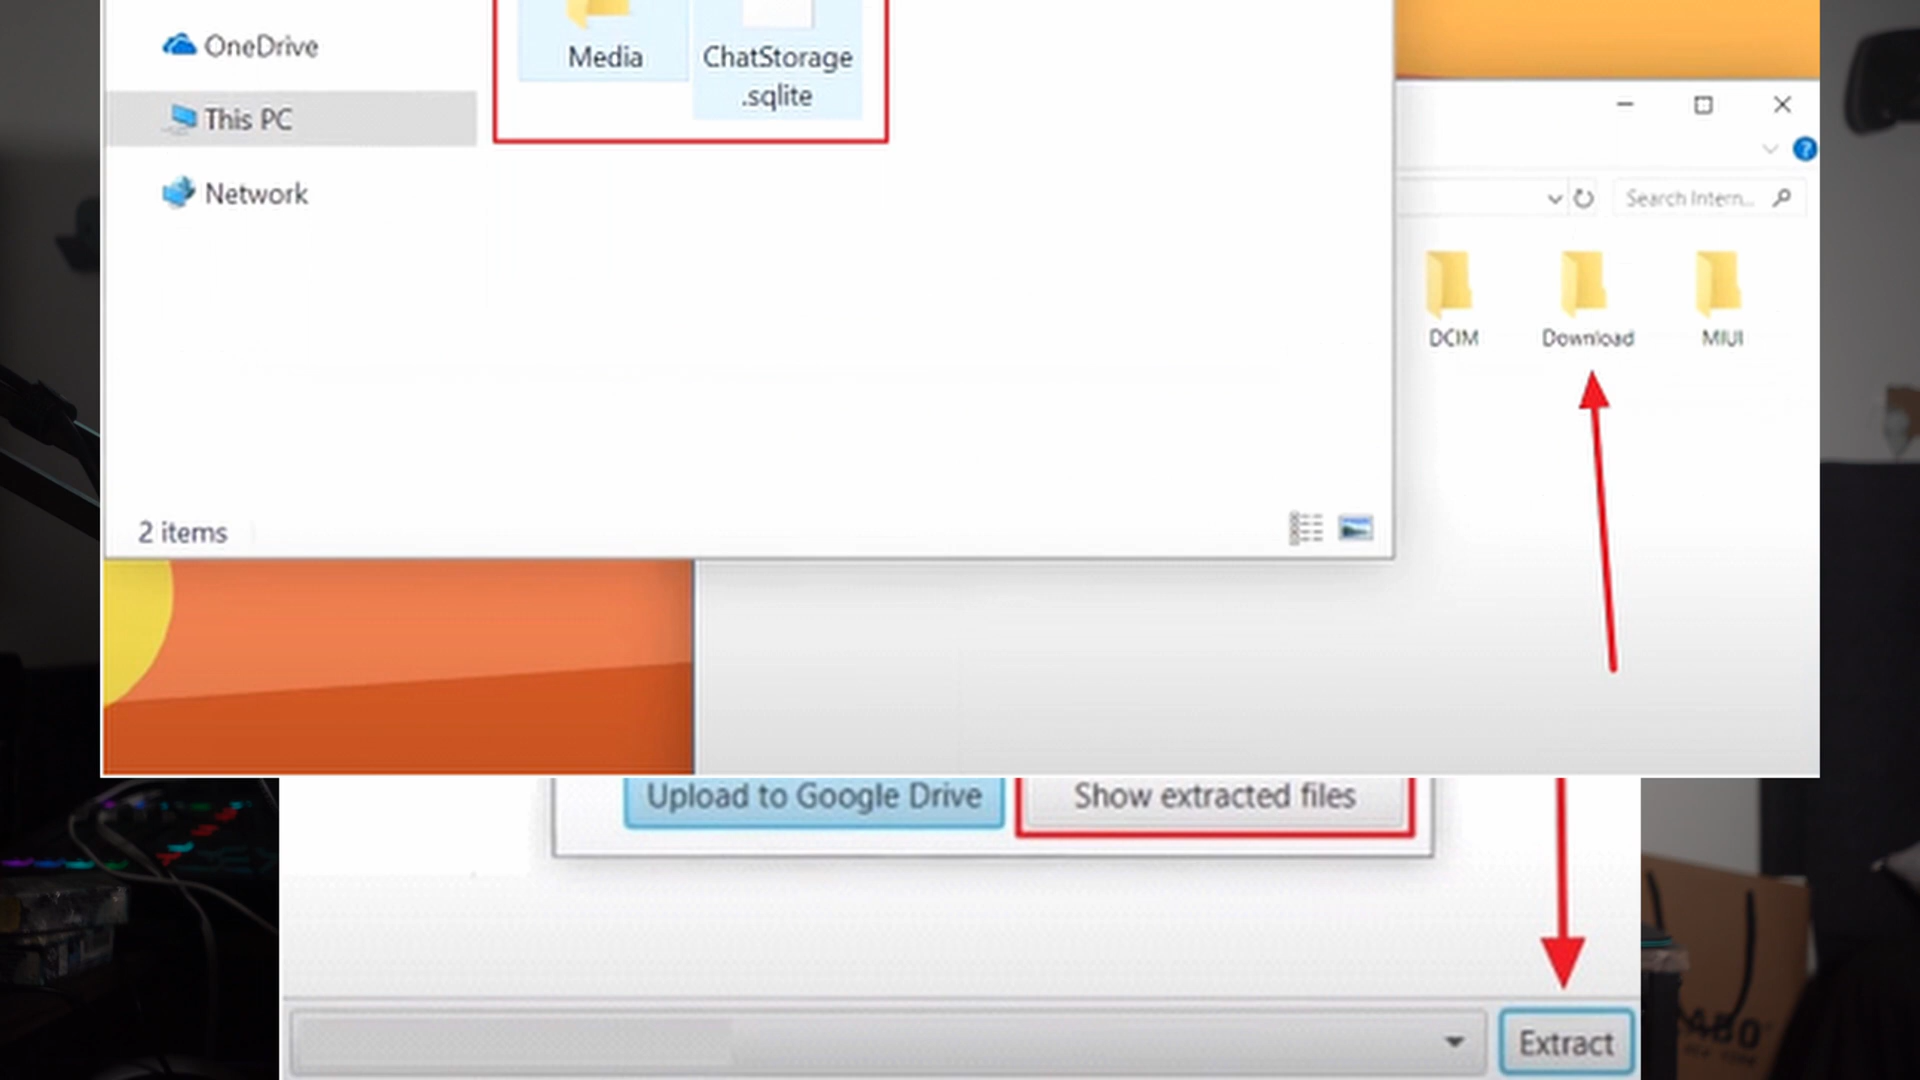 OneDrive
This PC
Network
Media
ChatStorage
.sqlite
2 items
?
Search Intern...
DCIM
Download
MIUI
Upload to Google Drive
Show extracted files
Extract